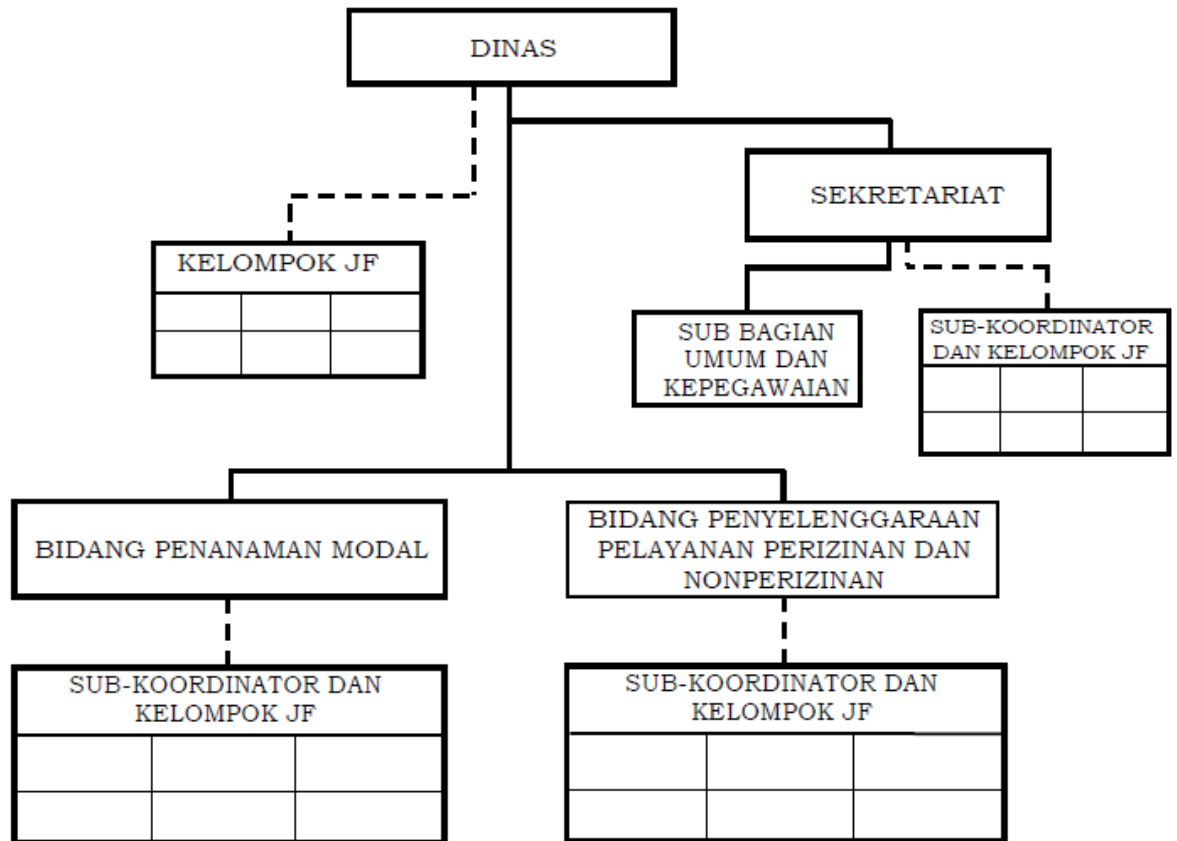 DINAS
SEKRETARIAT
KELOMPOK JF
SUB BAGIAN
UMUM DAN
KEPEGAWAIAN
SUB-KOORDINATOR
DAN KELOMPOK JF
BIDANG PENANAMAN MODAL
BIDANG PENYELENGGARAAN
PELAYANAN PERIZINAN DAN
NONPERIZINAN
SUB-KOORDINATOR DAN
KELOMPOK JF
SUB-KOORDINATOR DAN
KELOMPOK JF